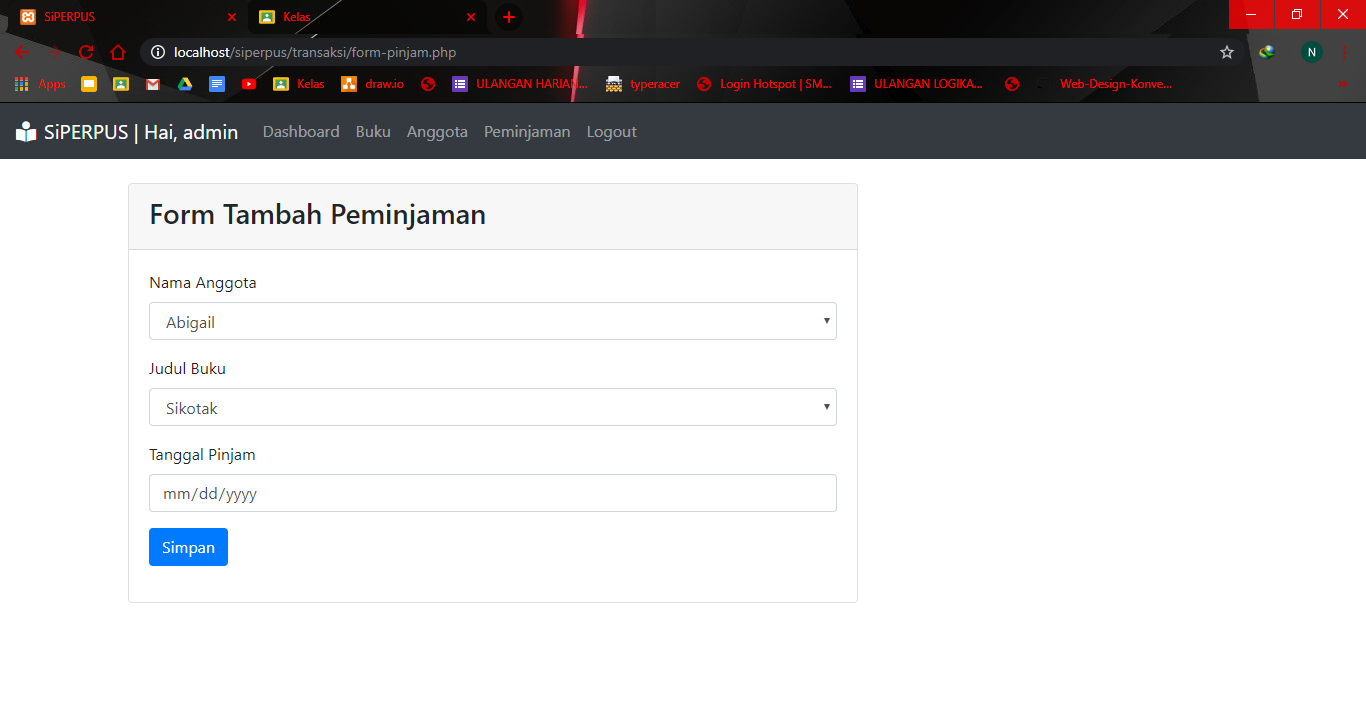 SiPERPUS
Kelas
localhost/siperpus/transaksi/form-pinjam.php
N
Apps
Kelas
draw.io
ULANGAN HARIAN...
typeracer
Login Hotspot | SM...
ULANGAN LOGIKA...
Web-Design-Konve...
SiPERPUS | Hai, admin
Dashboard
Buku
Anggota
Peminjaman
Logout
Form Tambah Peminjaman
Nama Anggota
Abigail
Judul Buku
Sikotak
Tanggal Pinjam
mm/dd/yyyy
Simpan